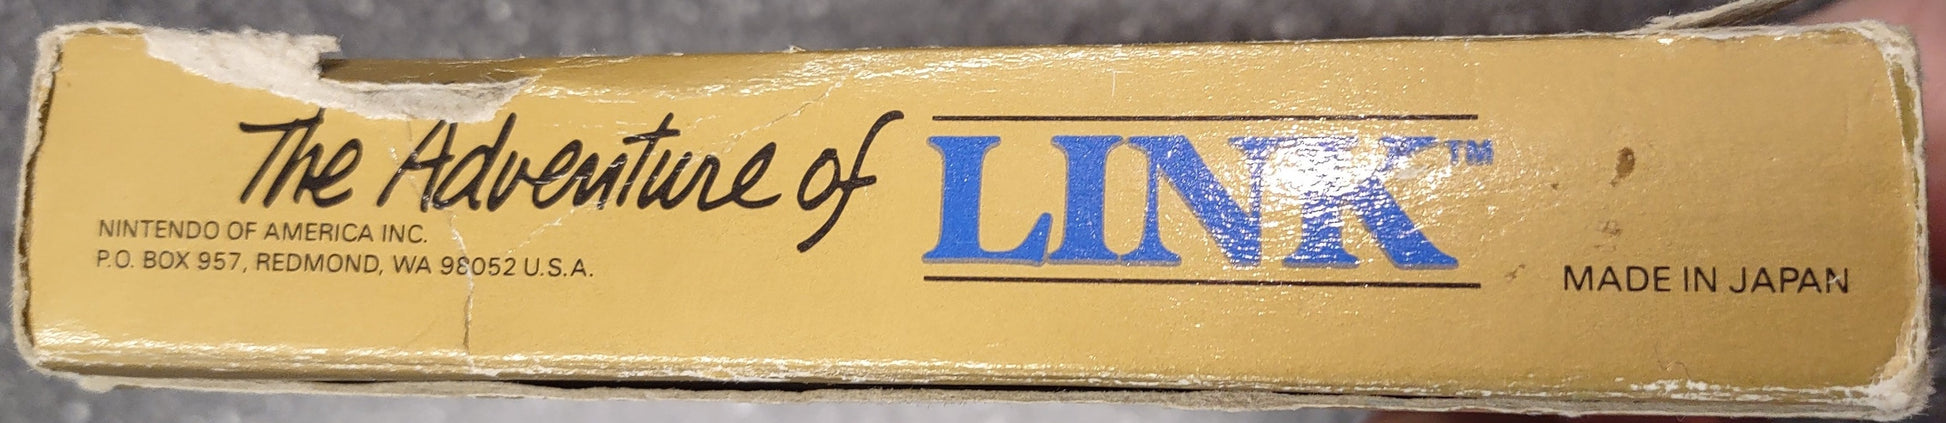 The Adventure of LINK™
NINTENDO OF AMERICA INC.
P.O. BOX 957, REDMOND, WA 98052 U.S.A.
MADE IN JAPAN